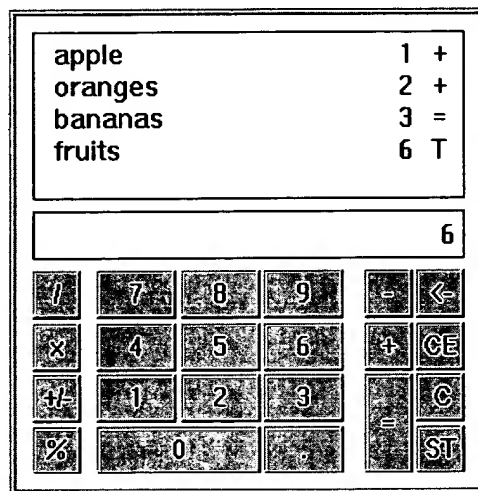 apple 1 +
oranges 2 +
bananas 3 =
fruits 6 T
6
/ 7 8 9 - <-
x 4 5 6 + CE
+/- 1 2 3 = C
% 0 . ST